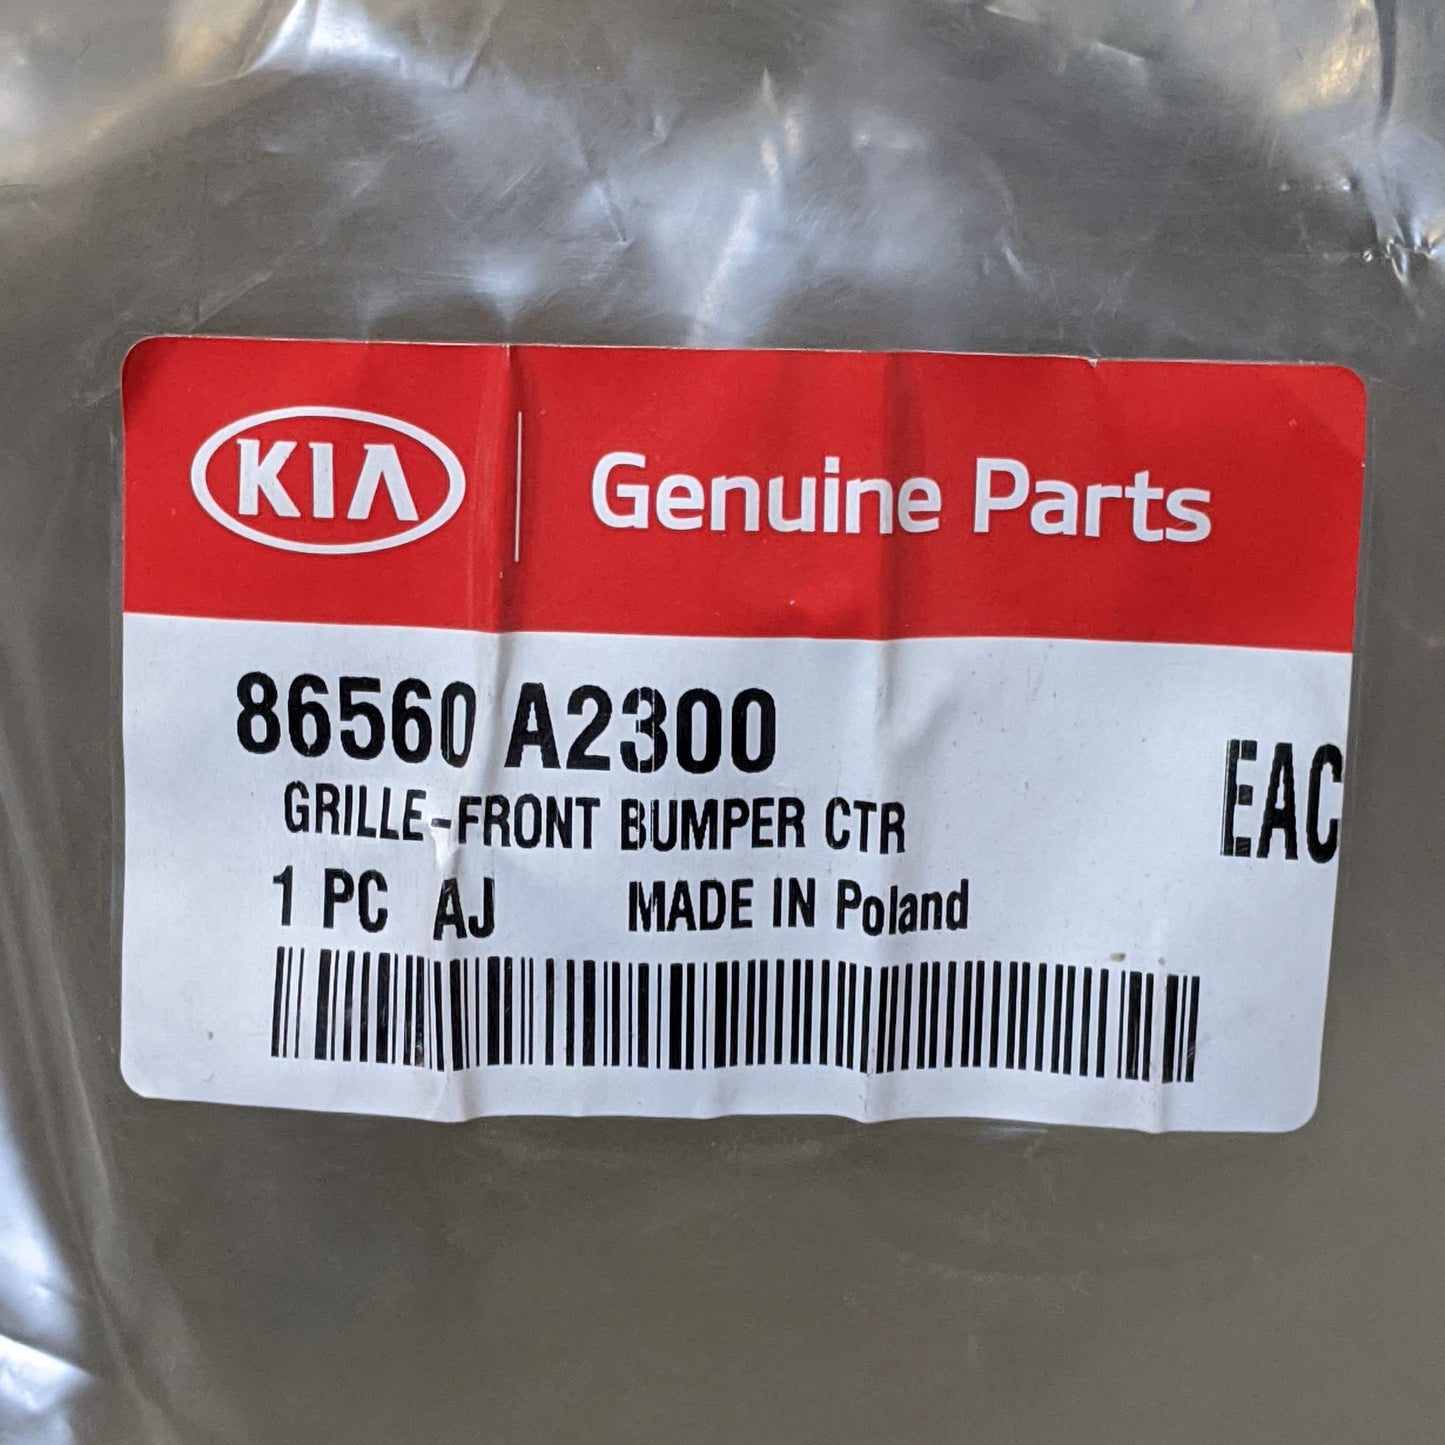 KIA Genuine Parts
86560 A2300
GRILLE-FRONT BUMPER CTR
EAC
1 PC AJ MADE IN Poland